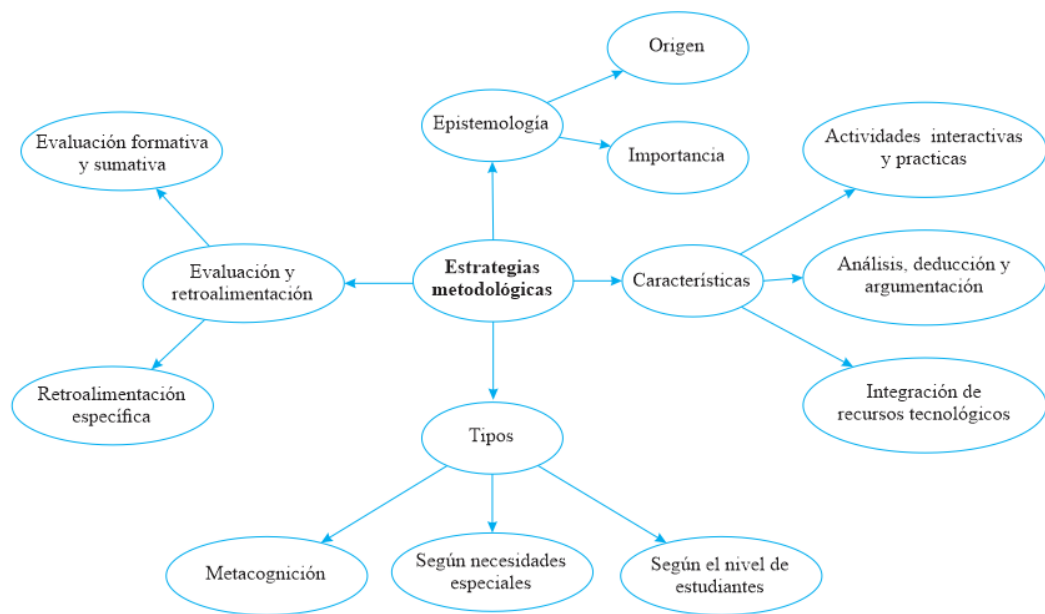 Origen
Epistemología
Importancia
Evaluación formativa
y sumativa
Actividades interactivas
y practicas
Evaluación y
retroalimentación
Estrategias
metodológicas
Característícas
Análisis, deducción y
argumentación
Retroalimentación
específica
Integración de
recursos tecnológicos
Tipos
Metacognición
Según necesidades
especiales
Según el nivel de
estudiantes